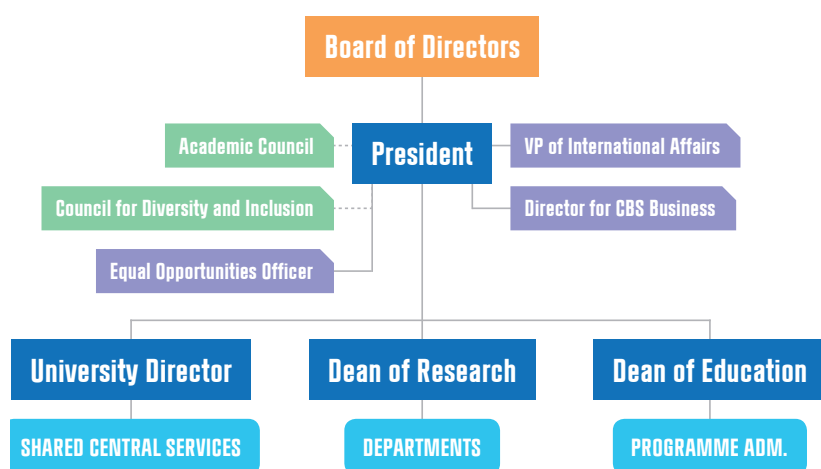 Board of Directors
Academic Council
President
VP of International Affairs
Council for Diversity and Inclusion
Director for CBS Business
Equal Opportunities Officer
University Director
Dean of Research
Dean of Education
SHARED CENTRAL SERVICES
DEPARTMENTS
PROGRAMME ADM.